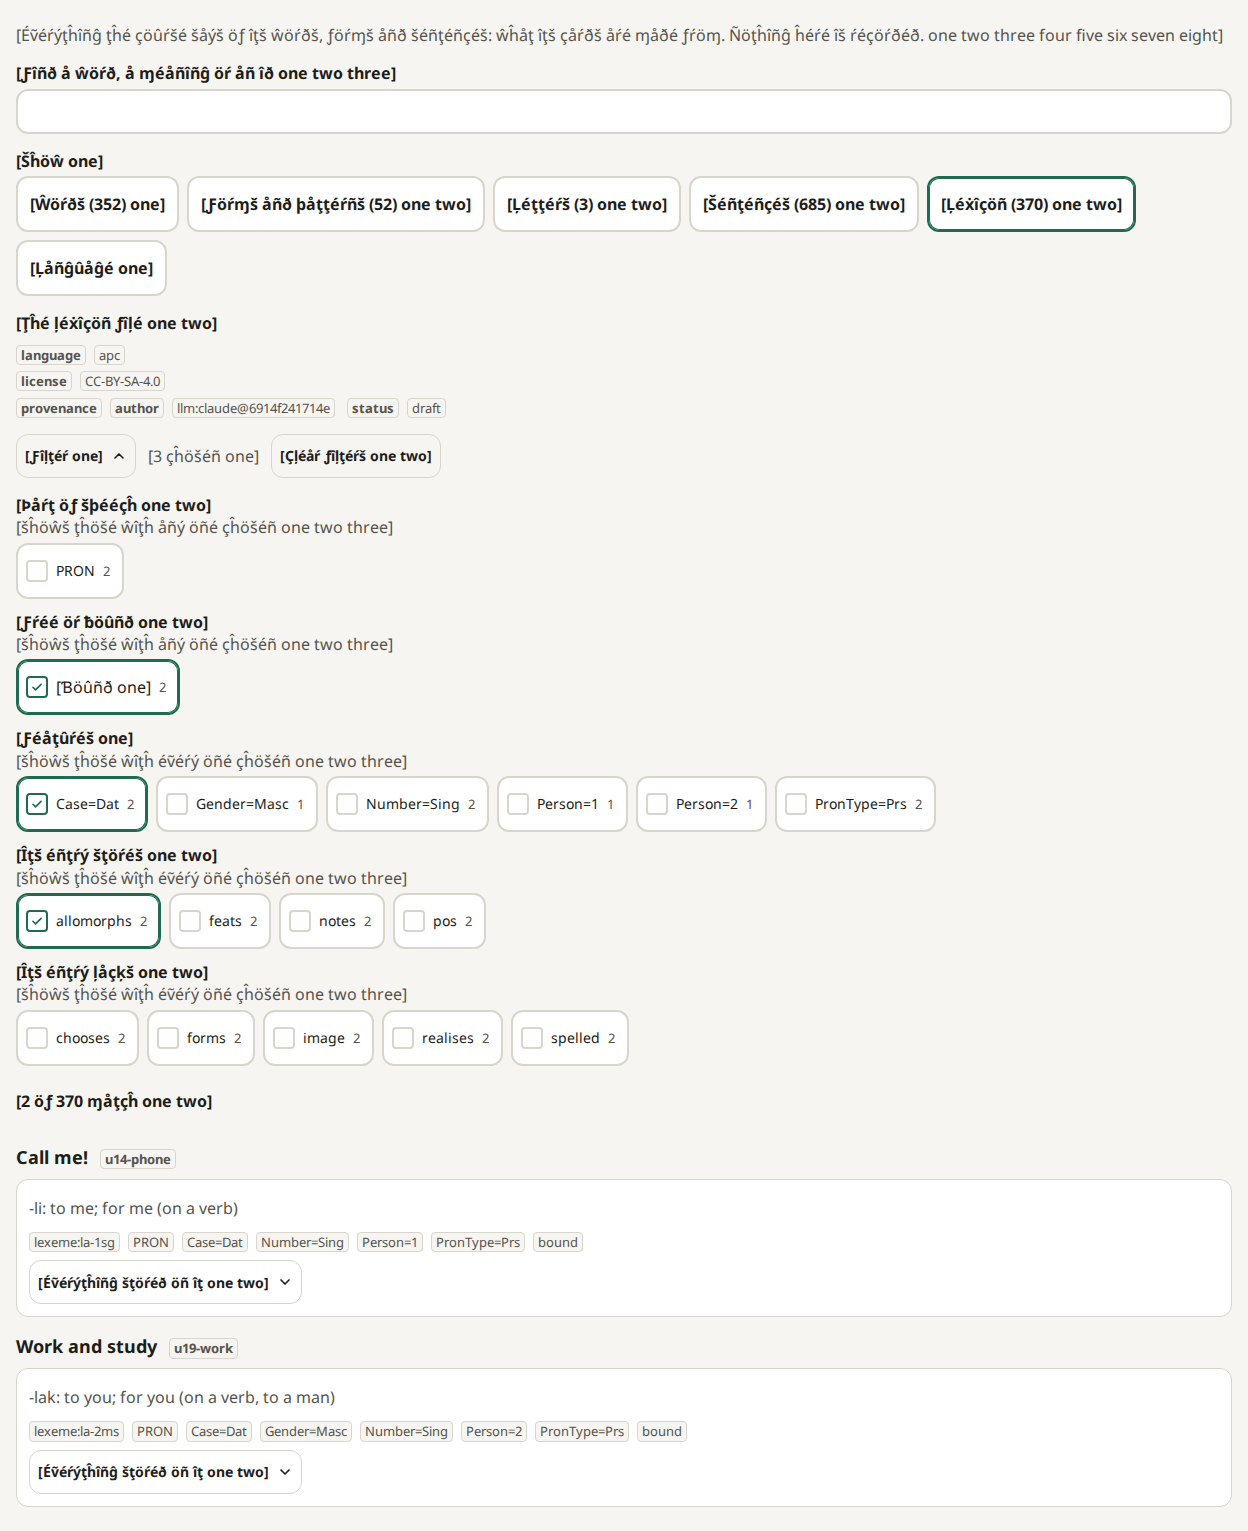 [Éṽéŕýţĥîñĝ ţĥé çöûŕšé šåýš öƒ îţš ŵöŕðš, ƒöŕɱš åñð šéñţéñçéš: ŵĥåţ îţš çåŕðš åŕé ɱåðé ƒŕöɱ. Ñöţĥîñĝ ĥéŕé îš ŕéçöŕðéð. one two three four five six seven eight]
[Ƒîñð å ŵöŕð, å ɱéåñîñĝ öŕ åñ îð one two three]
[Šĥöŵ one]
[Ŵöŕðš (352) one] [Ƒöŕɱš åñð þåţţéŕñš (52) one two] [Ļéţţéŕš (3) one two] [Šéñţéñçéš (685) one two] [Ļéẋîçöñ (370) one two]
[Ļåñĝûåĝé one]
[Ţĥé ļéẋîçöñ ƒîļé one two]
language apc
license CC-BY-SA-4.0
provenance author llm:claude@6914f241714e status draft
[Ƒîļţéŕ one] [3 çĥöšéñ one] [Çļéåŕ ƒîļţéŕš one two]
[Þåŕţ öƒ šþééçĥ one two]
[šĥöŵš ţĥöšé ŵîţĥ åñý öñé çĥöšéñ one two three]
PRON 2
[Ƒŕéé öŕ ƀöûñð one two]
[šĥöŵš ţĥöšé ŵîţĥ åñý öñé çĥöšéñ one two three]
[Ɓöûñð one] 2
[Ƒéåţûŕéš one]
[šĥöŵš ţĥöšé ŵîţĥ éṽéŕý öñé çĥöšéñ one two three]
Case=Dat 2 Gender=Masc 1 Number=Sing 2 Person=1 1 Person=2 1 PronType=Prs 2
[Îţš éñţŕý šţöŕéš one two]
[šĥöŵš ţĥöšé ŵîţĥ éṽéŕý öñé çĥöšéñ one two three]
allomorphs 2 feats 2 notes 2 pos 2
[Îţš éñţŕý ļåçķš one two]
[šĥöŵš ţĥöšé ŵîţĥ éṽéŕý öñé çĥöšéñ one two three]
chooses 2 forms 2 image 2 realises 2 spelled 2
[2 öƒ 370 ɱåţçĥ one two]
Call me! u14-phone
-li: to me; for me (on a verb)
lexeme:la-1sg PRON Case=Dat Number=Sing Person=1 PronType=Prs bound
[Éṽéŕýţĥîñĝ šţöŕéð öñ îţ one two]
Work and study u19-work
-lak: to you; for you (on a verb, to a man)
lexeme:la-2ms PRON Case=Dat Gender=Masc Number=Sing Person=2 PronType=Prs bound
[Éṽéŕýţĥîñĝ šţöŕéð öñ îţ one two]